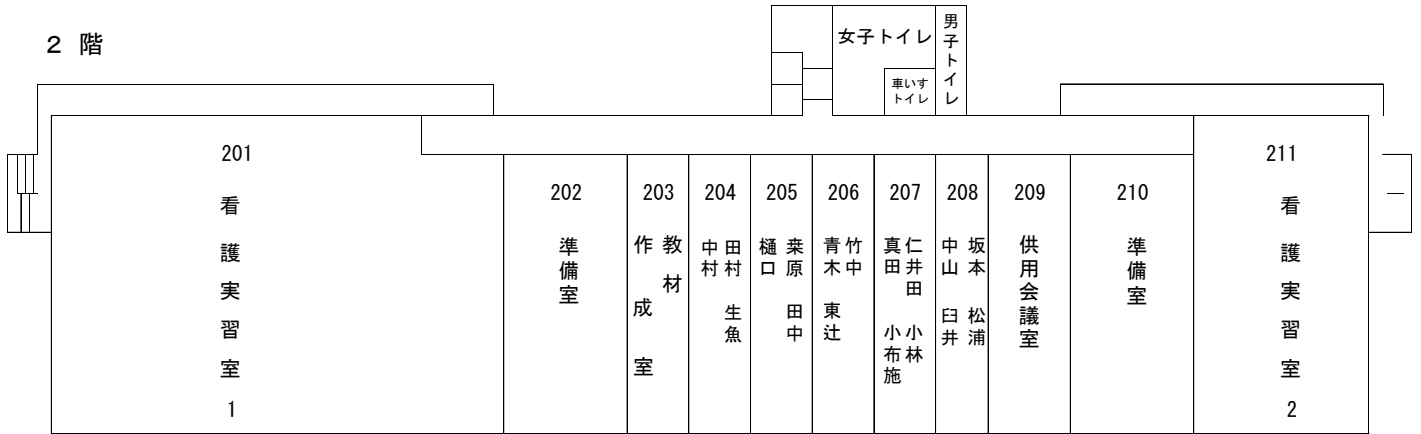 2 階
女子トイレ
男子トイレ
車いす
トイレ
201
看護実習室1
202
準備室
203
教材
作成室
204
田村 生魚
中村
205
桒原 田中
樋口
206
竹中
青木 東辻
207
仁井田 小林
真田 小布施
208
坂本 松浦
中山 臼井
209
供用会議室
210
準備室
211
看護実習室2